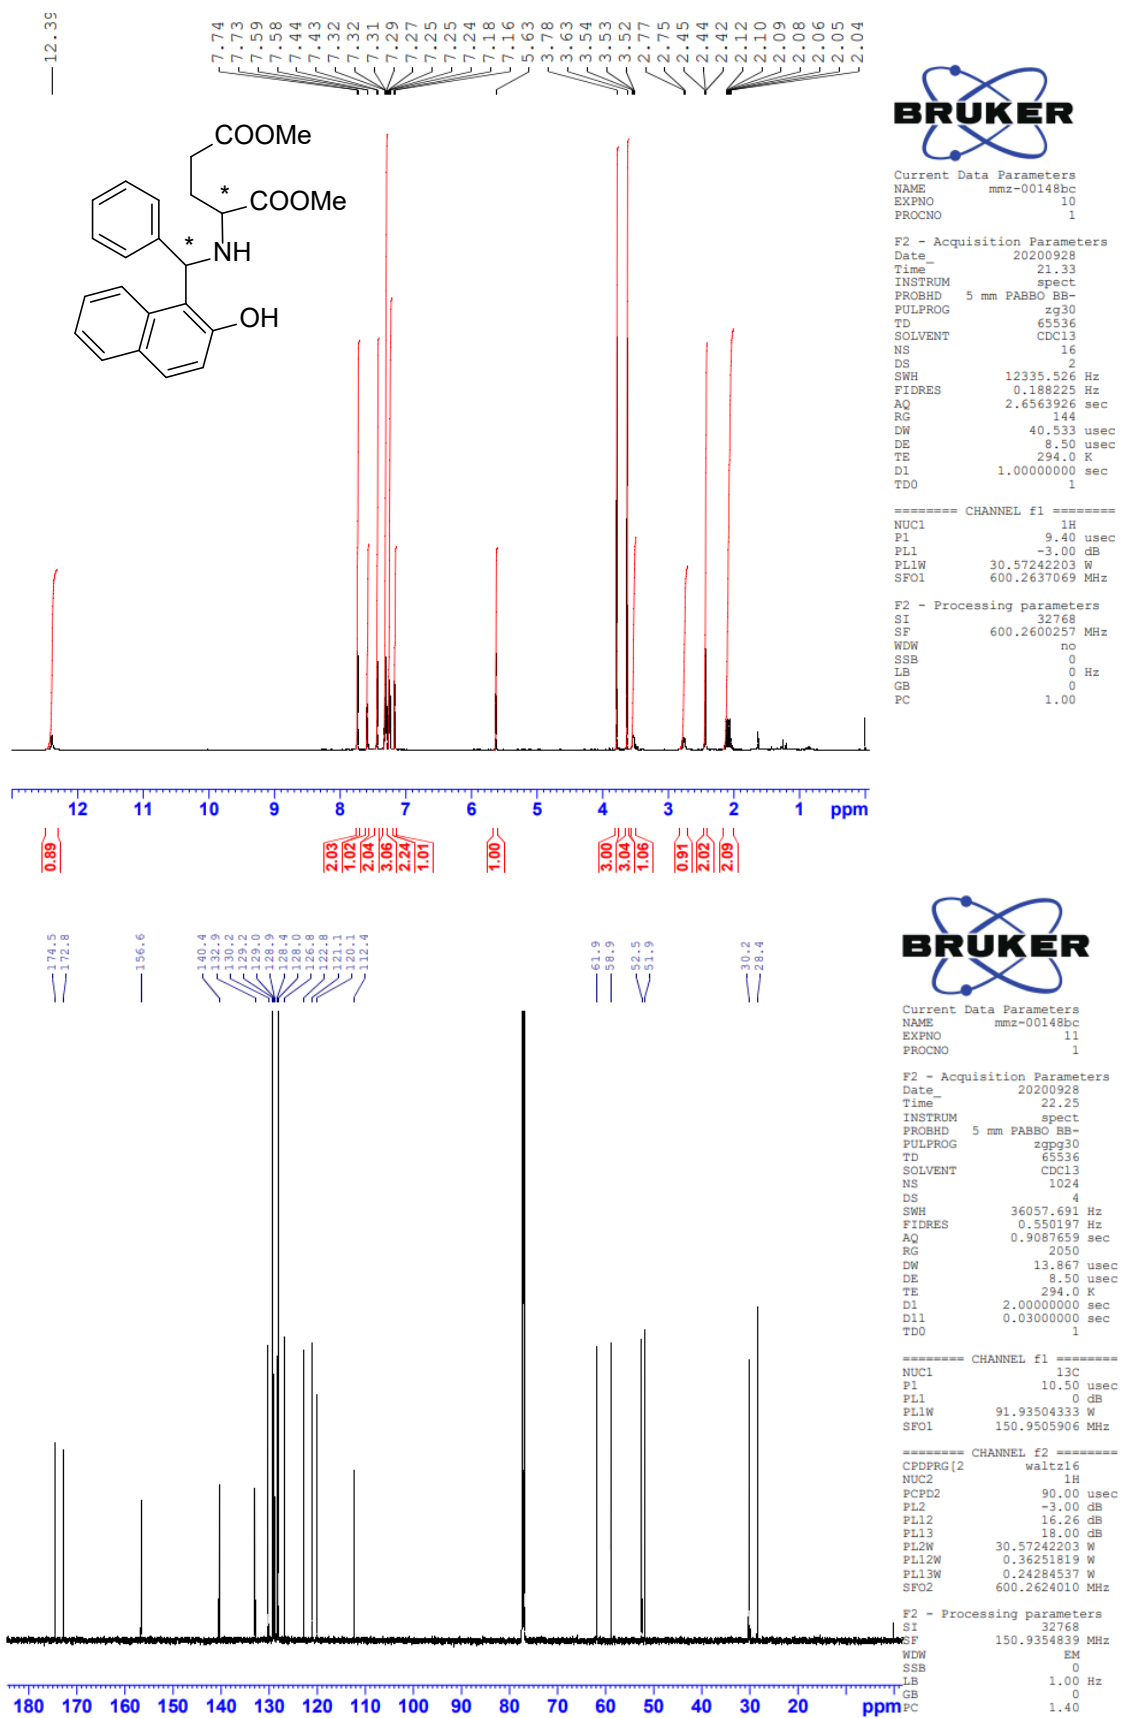 12.39
7.74
7.73
7.59
7.58
7.44
7.43
7.32
7.32
7.31
7.29
7.27
7.25
7.25
7.24
7.18
7.16
5.63
3.78
3.63
3.54
3.53
3.52
2.77
2.75
2.45
2.44
2.42
2.12
2.10
2.09
2.08
2.06
2.05
2.04
COOMe
* COOMe
* NH
OH
12 11 10 9 8 7 6 5 4 3 2 1 ppm
0.89
2.03
1.02
2.04
3.06
2.24
1.01
1.00
3.00
3.04
1.06
0.91
2.02
2.09
BRUKER
Current Data Parameters
NAME mmz-00148bc
EXPNO 10
PROCNO 1
F2 - Acquisition Parameters
Date_ 20200928
Time 21.33
INSTRUM spect
PROBHD 5 mm PABBO BB-
PULPROG zg30
TD 65536
SOLVENT CDCl3
NS 16
DS 2
SWH 12335.526 Hz
FIDRES 0.188225 Hz
AQ 2.6563926 sec
RG 144
DW 40.533 usec
DE 8.50 usec
TE 294.0 K
D1 1.00000000 sec
TD0 1
======== CHANNEL f1 ========
NUC1 1H
P1 9.40 usec
PL1 -3.00 dB
PL1W 30.57242203 W
SFO1 600.2637069 MHz
F2 - Processing parameters
SI 32768
SF 600.2600257 MHz
WDW no
SSB 0
LB 0 Hz
GB 0
PC 1.00
174.5
172.8
156.6
140.4
132.9
130.2
129.2
129.0
128.9
128.4
128.0
126.8
122.8
121.1
120.1
112.4
61.9
58.9
52.5
51.9
30.2
28.4
180 170 160 150 140 130 120 110 100 90 80 70 60 50 40 30 20 ppm
BRUKER
Current Data Parameters
NAME mmz-00148bc
EXPNO 11
PROCNO 1
F2 - Acquisition Parameters
Date_ 20200928
Time 22.25
INSTRUM spect
PROBHD 5 mm PABBO BB-
PULPROG zgpg30
TD 65536
SOLVENT CDCl3
NS 1024
DS 4
SWH 36057.691 Hz
FIDRES 0.550197 Hz
AQ 0.9087659 sec
RG 2050
DW 13.867 usec
DE 8.50 usec
TE 294.0 K
D1 2.00000000 sec
D11 0.03000000 sec
TD0 1
======== CHANNEL f1 ========
NUC1 13C
P1 10.50 usec
PL1 0 dB
PL1W 91.93504333 W
SFO1 150.9505906 MHz
======== CHANNEL f2 ========
CPDPRG[2 waltz16
NUC2 1H
PCPD2 90.00 usec
PL2 -3.00 dB
PL12 16.26 dB
PL13 18.00 dB
PL2W 30.57242203 W
PL12W 0.36251819 W
PL13W 0.24284537 W
SFO2 600.2624010 MHz
F2 - Processing parameters
SI 32768
SF 150.9354839 MHz
WDW EM
SSB 0
LB 1.00 Hz
GB 0
PC 1.40